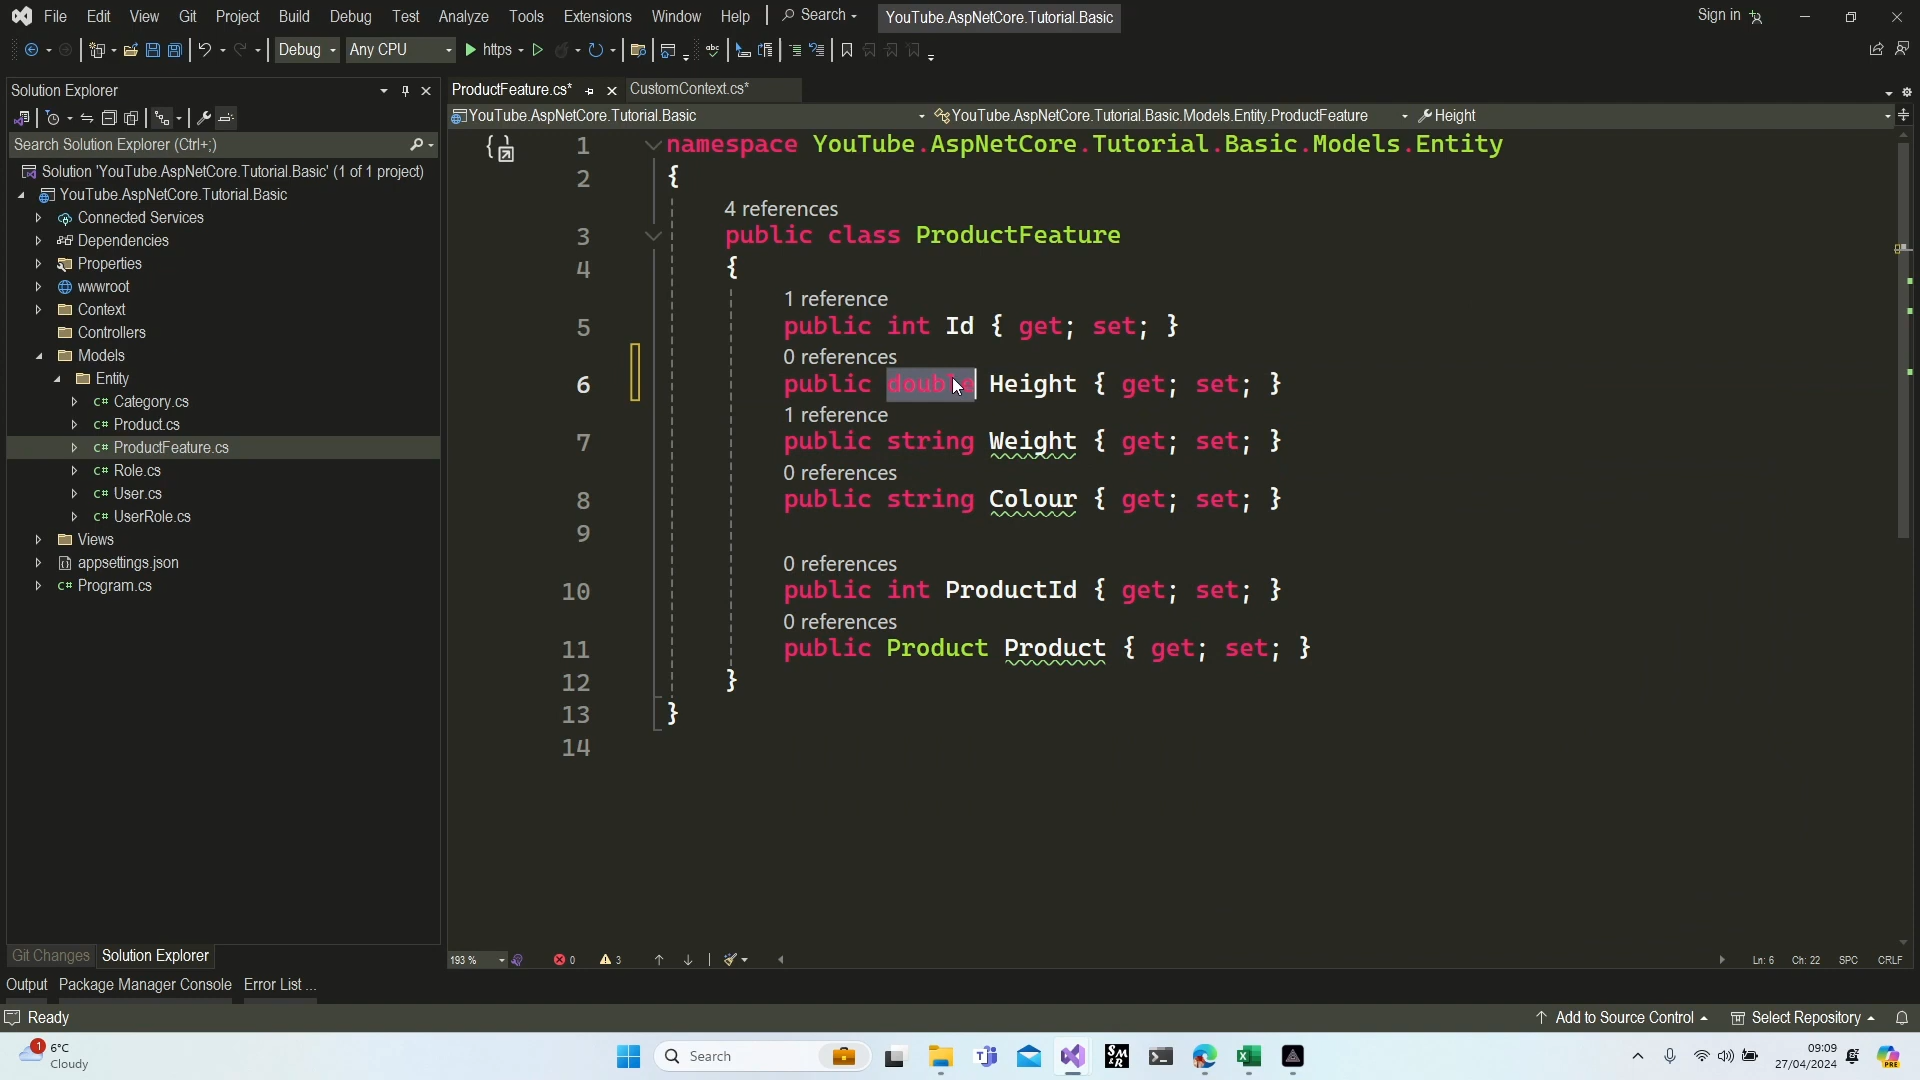 File Edit View Git Project Build Debug Test Analyze Tools Extensions Window Help Search YouTube.AspNetCore.Tutorial.Basic Sign in
Debug Any CPU https
Solution Explorer
ProductFeature.cs* CustomContext.cs*
YouTube.AspNetCore.Tutorial.Basic YouTube.AspNetCore.Tutorial.Basic.Models.Entity.ProductFeature Height
Search Solution Explorer (Ctrl+;)
Solution 'YouTube.AspNetCore.Tutorial.Basic' (1 of 1 project)
YouTube.AspNetCore.Tutorial.Basic
Connected Services
Dependencies
Properties
wwwroot
Context
Controllers
Models
Entity
C# Category.cs
C# Product.cs
C# ProductFeature.cs
C# Role.cs
C# User.cs
C# UserRole.cs
Views
appsettings.json
C# Program.cs
1 namespace YouTube.AspNetCore.Tutorial.Basic.Models.Entity
2 {
4 references
3 public class ProductFeature
4 {
1 reference
5 public int Id { get; set; }
0 references
6 public double Height { get; set; }
1 reference
7 public string Weight { get; set; }
0 references
8 public string Colour { get; set; }
9
0 references
10 public int ProductId { get; set; }
0 references
11 public Product Product { get; set; }
12 }
13 }
14
Git Changes Solution Explorer
193 % 0 3 Ln: 6 Ch: 22 SPC CRLF
Output Package Manager Console Error List ...
Ready Add to Source Control Select Repository
1 6°C
Cloudy
Search
09:09
27/04/2024